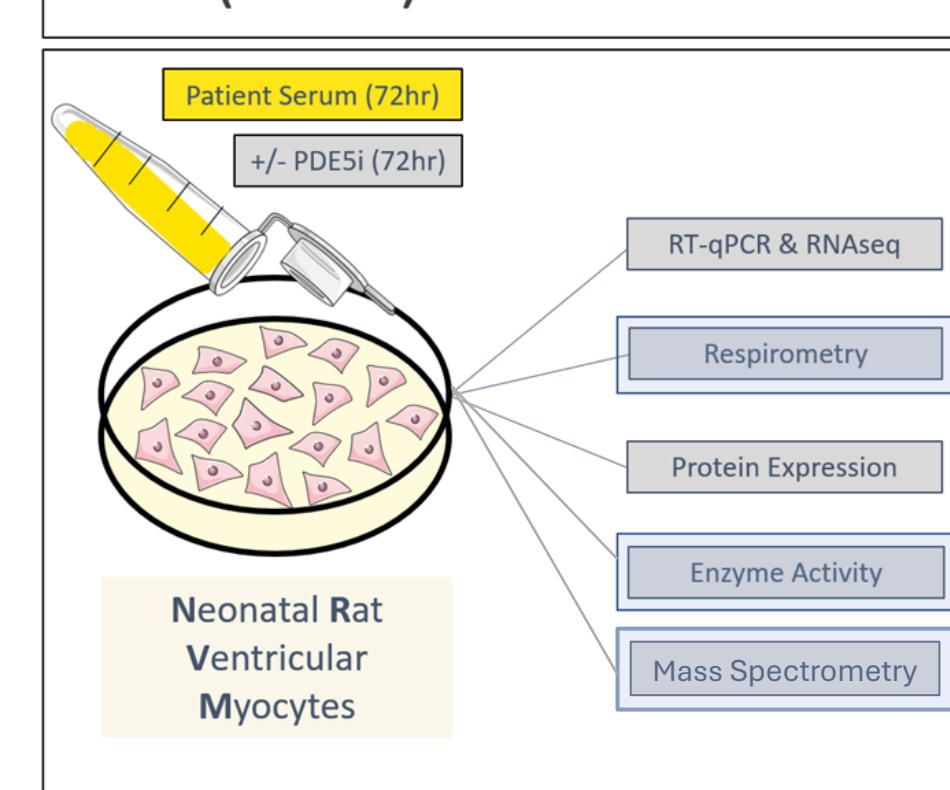 Patient Serum (72hr)
+/- PDE5i (72hr)
RT-qPCR & RNAseq
Respirometry
Protein Expression
Enzyme Activity
Mass Spectrometry
Neonatal Rat
Ventricular
Myocytes